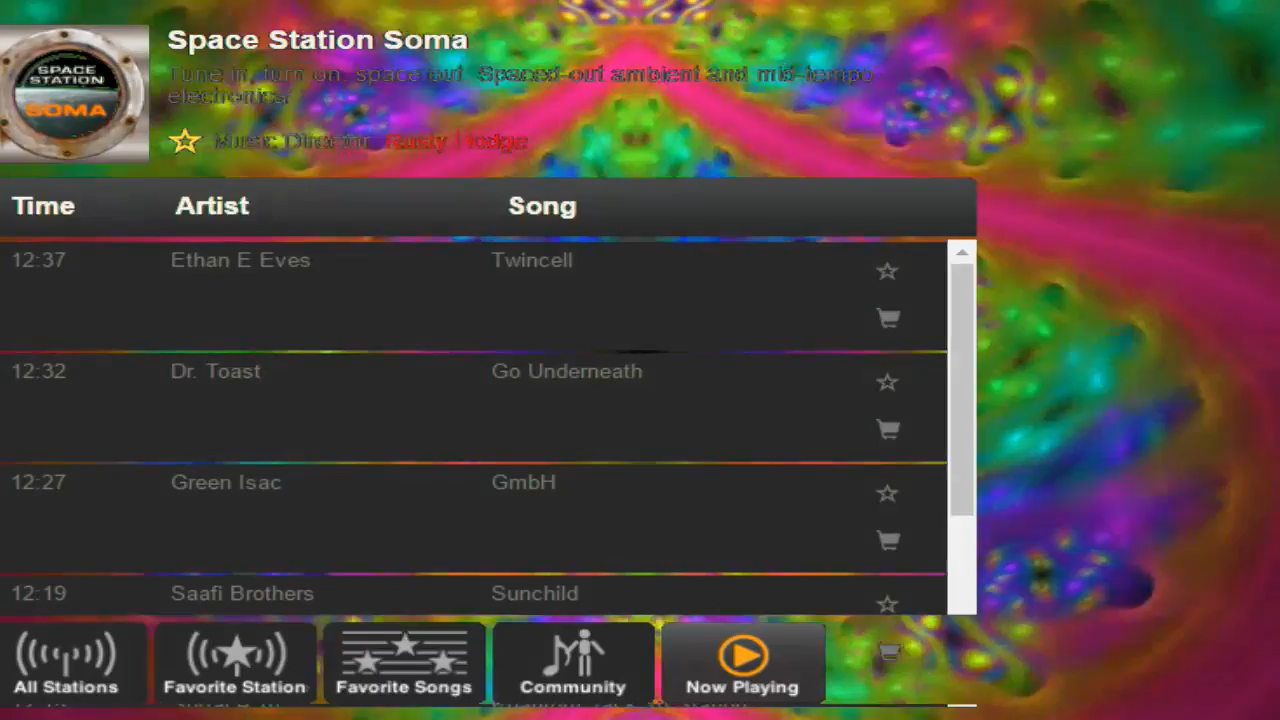 Space Station Soma
SPACE
STATION
SOMA
Tune in, turn on, space out. Spaced-out ambient and mid-tempo
electronica.
Music Director: Rusty Hodge
Time Artist Song
12:37 Ethan E Eves Twincell
12:32 Dr. Toast Go Underneath
12:27 Green Isac GmbH
12:19 Saafi Brothers Sunchild
All Stations Favorite Station Favorite Songs Community Now Playing